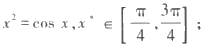 x² = cos x, x* ∈ [π/4, 3π/4] ;